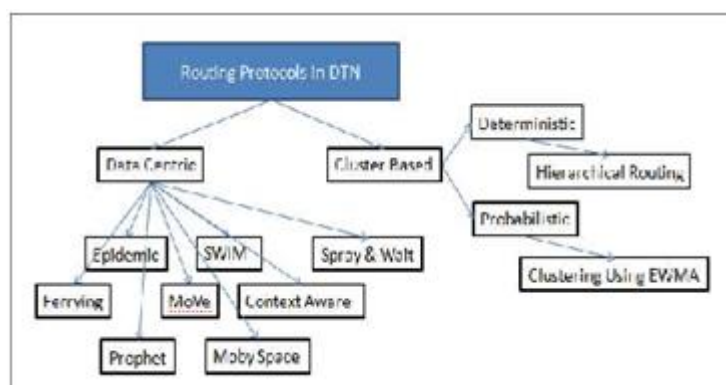 Routing Protocols In DTN
Data Centric
Cluster Based
Deterministic
Hierarchical Routing
Probabilistic
Clustering Using EWMA
Epidemic
SWIM
Spray & Wait
Ferrying
MoVe
Context Aware
Prophet
Moby Space